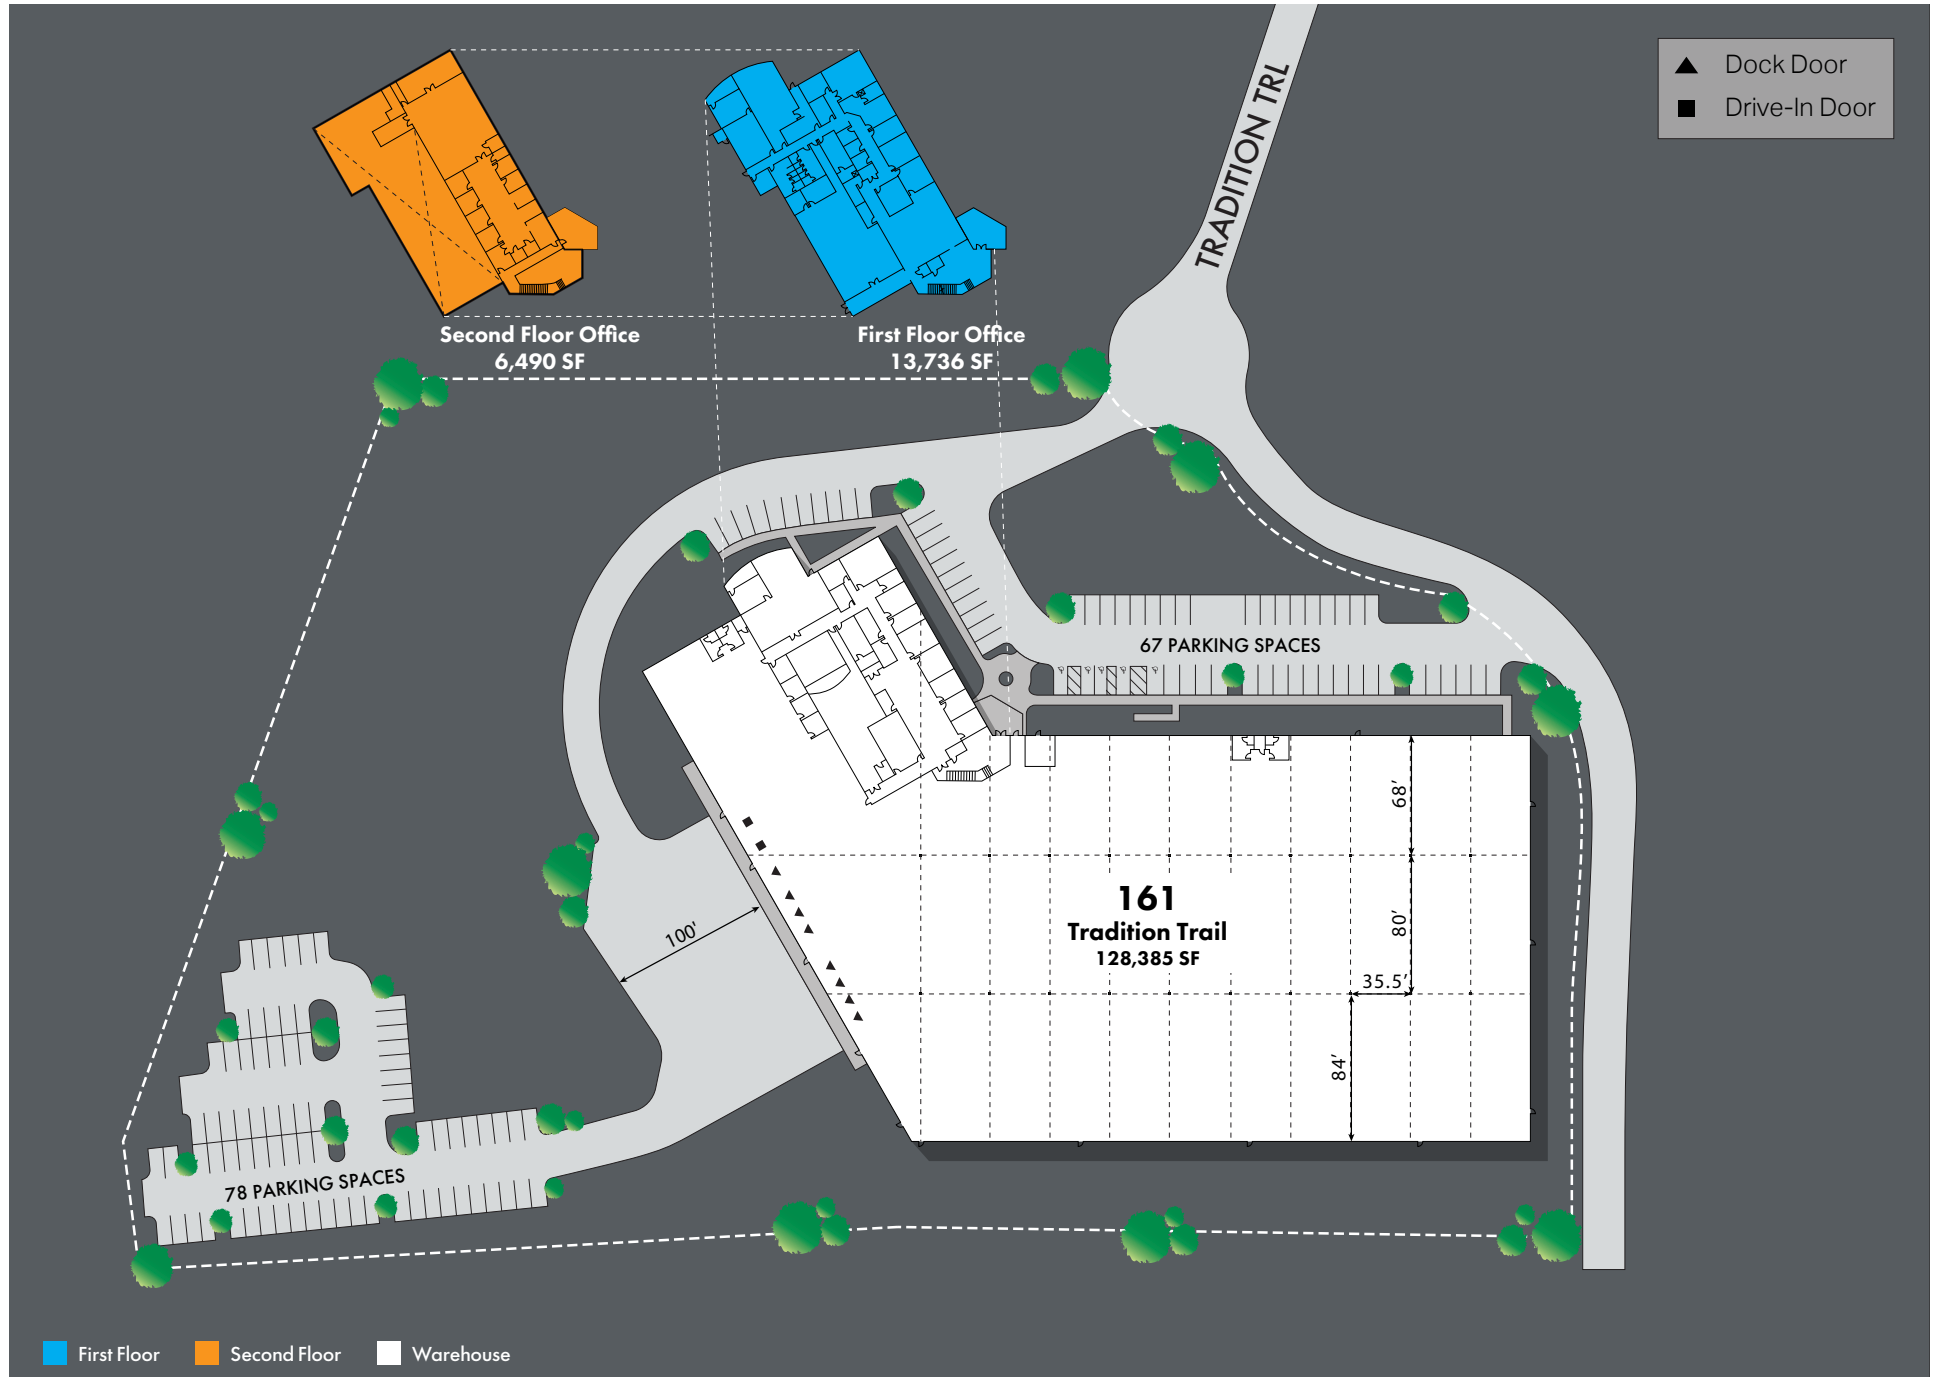 Dock Door
Drive-In Door
TRADITION TRL
Second Floor Office
6,490 SF
First Floor Office
13,736 SF
67 PARKING SPACES
68’
161
Tradition Trail
128,385 SF
80’
100’
35.5’
84’
78 PARKING SPACES
First Floor
Second Floor
Warehouse